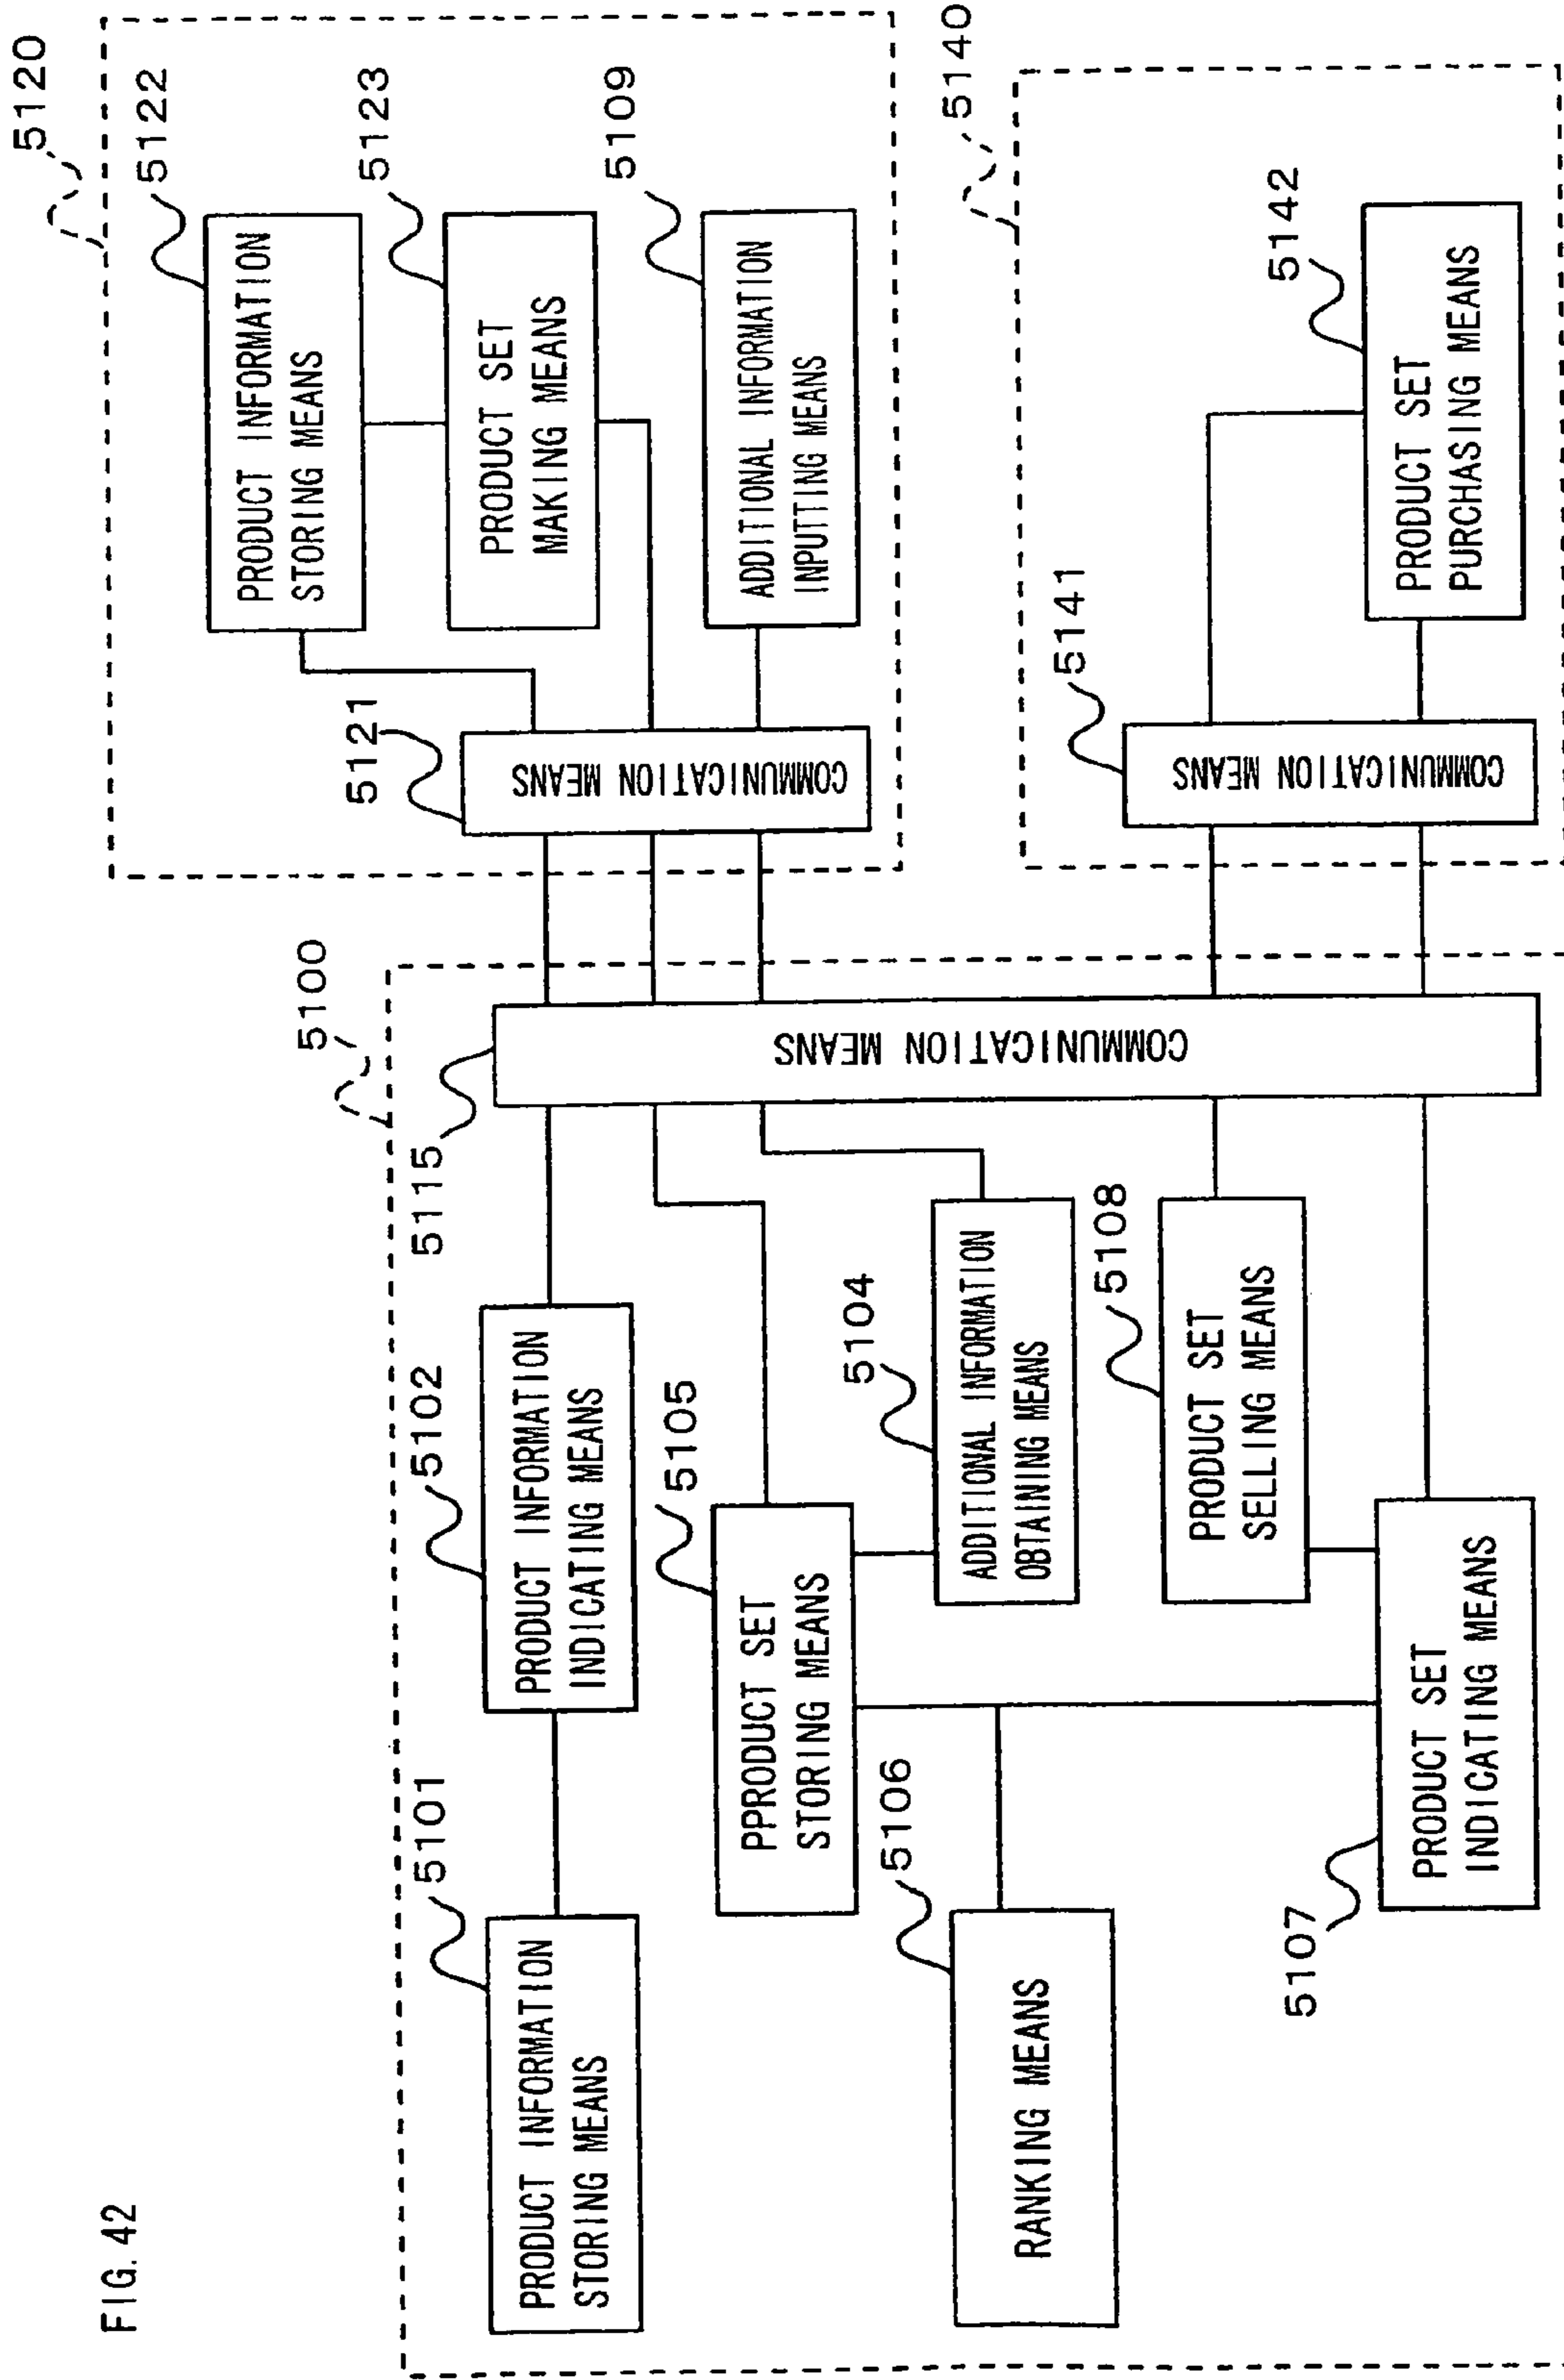 FIG. 42
5100
5101
PRODUCT INFORMATION
STORING MEANS
5102
PRODUCT INFORMATION
INDICATING MEANS
5115
COMMUNICATION MEANS
5105
PPRODUCT SET
STORING MEANS
5104
ADDITIONAL INFORMATION
OBTAINING MEANS
5106
RANKING MEANS
5108
PRODUCT SET
SELLING MEANS
5107
PRODUCT SET
INDICATING MEANS
5120
5121
COMMUNICATION MEANS
5122
PRODUCT INFORMATION
STORING MEANS
5123
PRODUCT SET
MAKING MEANS
5109
ADDITIONAL INFORMATION
INPUTTING MEANS
5140
5141
COMMUNICATION MEANS
5142
PRODUCT SET
PURCHASING MEANS